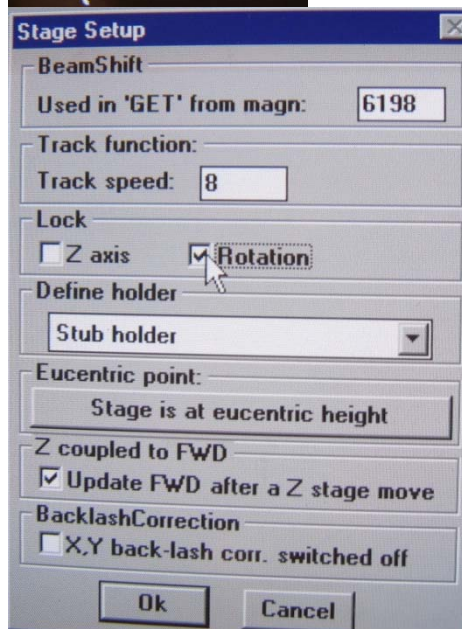 Stage Setup
BeamShift
Used in 'GET' from magn: 6198
Track function:
Track speed: 8
Lock
Z axis Rotation
Define holder
Stub holder
Eucentric point:
Stage is at eucentric height
Z coupled to FWD
Update FWD after a Z stage move
BacklashCorrection
X,Y back-lash corr. switched off
Ok Cancel